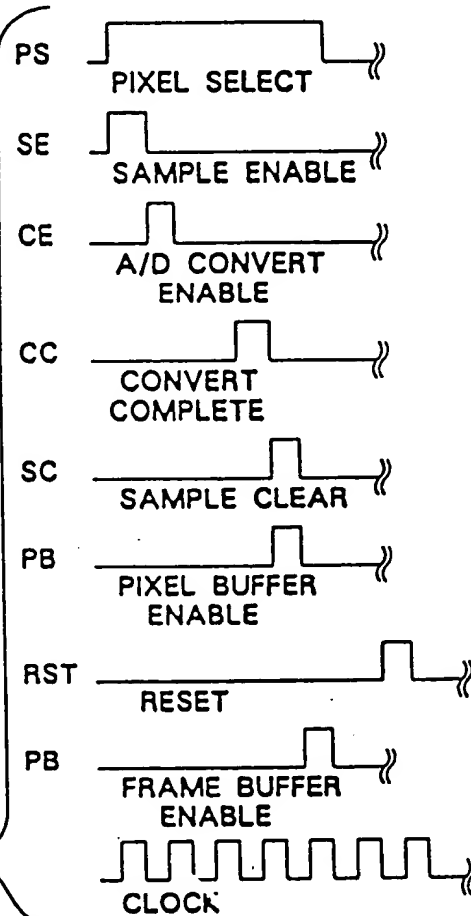 PS
PIXEL SELECT
SE
SAMPLE ENABLE
CE
A/D CONVERT
ENABLE
CC
CONVERT
COMPLETE
SC
SAMPLE CLEAR
PB
PIXEL BUFFER
ENABLE
RST
RESET
PB
FRAME BUFFER
ENABLE
CLOCK